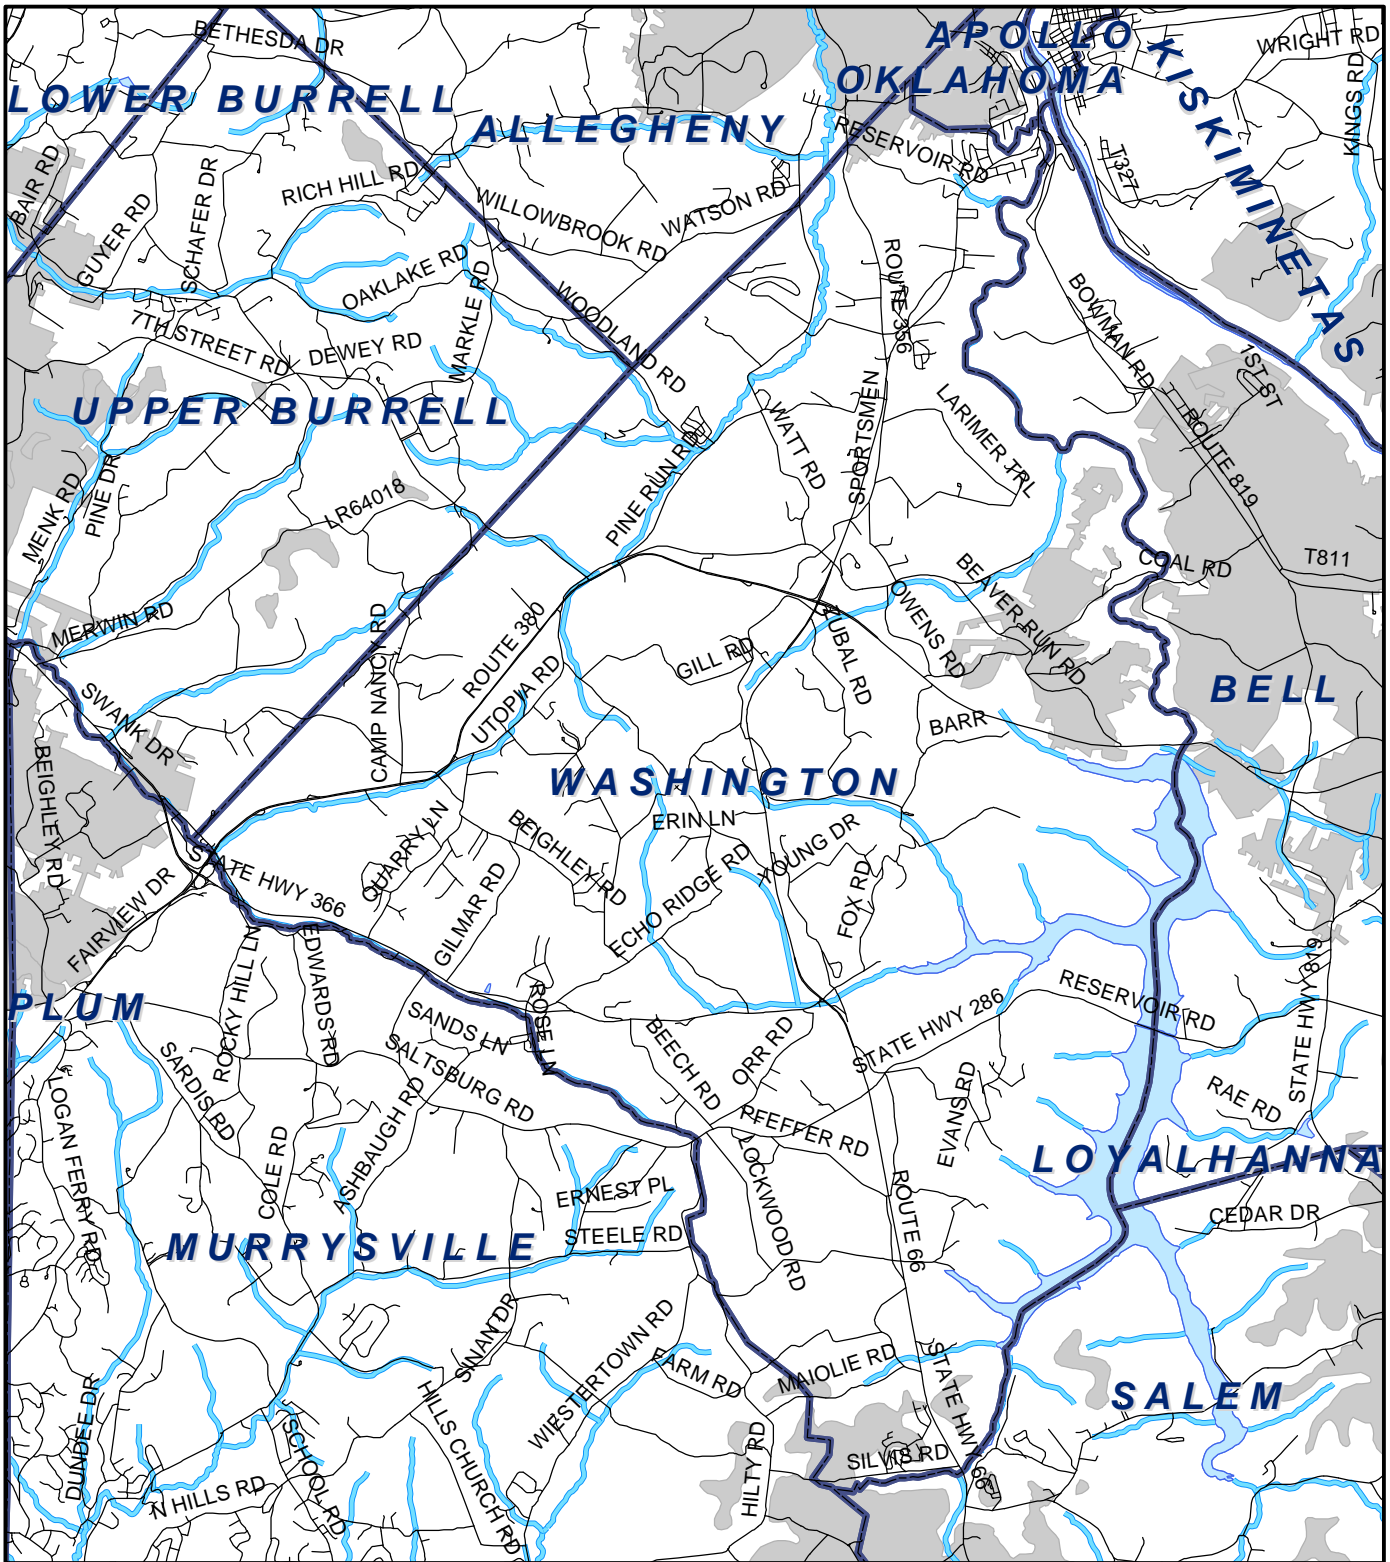 BETHESDA DR
APOLLO
WRIGHT RD
OKLAHOMA
KISKIMINETAS
LOWER BURRELL
ALLEGHENY
KINGS RD
RESERVOIR RD
T327
BAIR RD
RICH HILL RD
SCHAFER DR
GUYER RD
WILLOWBROOK RD
WATSON RD
OAKLAKE RD
MARKLE RD
ROUTE 356
BOWMAN RD
WOODLAND RD
7TH STREET RD
DEWEY RD
1ST ST
UPPER BURRELL
SPORTSMEN
LARIMER TRL
WATT RD
ROUTE 819
PINE RUN RD
PINE DR
MENK RD
LR64018
COAL RD
T811
BEAVER RUN RD
OWENS RD
MERWIN RD
CAMP NANCY RD
ROUTE 380
UTOPIA RD
GILL RD
ZUBAL RD
BELL
SWANK DR
BARR
BEIGHLEY RD
WASHINGTON
ERIN LN
YOUNG DR
QUARRY LN
BEIGHLEY RD
STATE HWY 366
ECHO RIDGE RD
FOX RD
FAIRVIEW DR
GILMAR RD
ROCKY HILL LN
EDWARDS RD
STATE HWY 819
PLUM
ROSE LN
RESERVOIR RD
STATE HWY 286
SANDS LN
SALTSBURG RD
BEECH RD
ORR RD
SARDIS RD
LOGAN FERRY RD
ASHBAUGH RD
EVANS RD
RAE RD
PFEFFER RD
COLE RD
LOCKWOOD RD
LOYALHANNA
ERNEST PL
ROUTE 66
CEDAR DR
STEELE RD
MURRYSVILLE
SINAN DR
WIESTERTOWN RD
FARM RD
MAIOLIE RD
STATE HWY 66
DUNDEE DR
HILLS CHURCH RD
SALEM
SCHOOL RD
HILTY RD
SILVIS RD
N HILLS RD